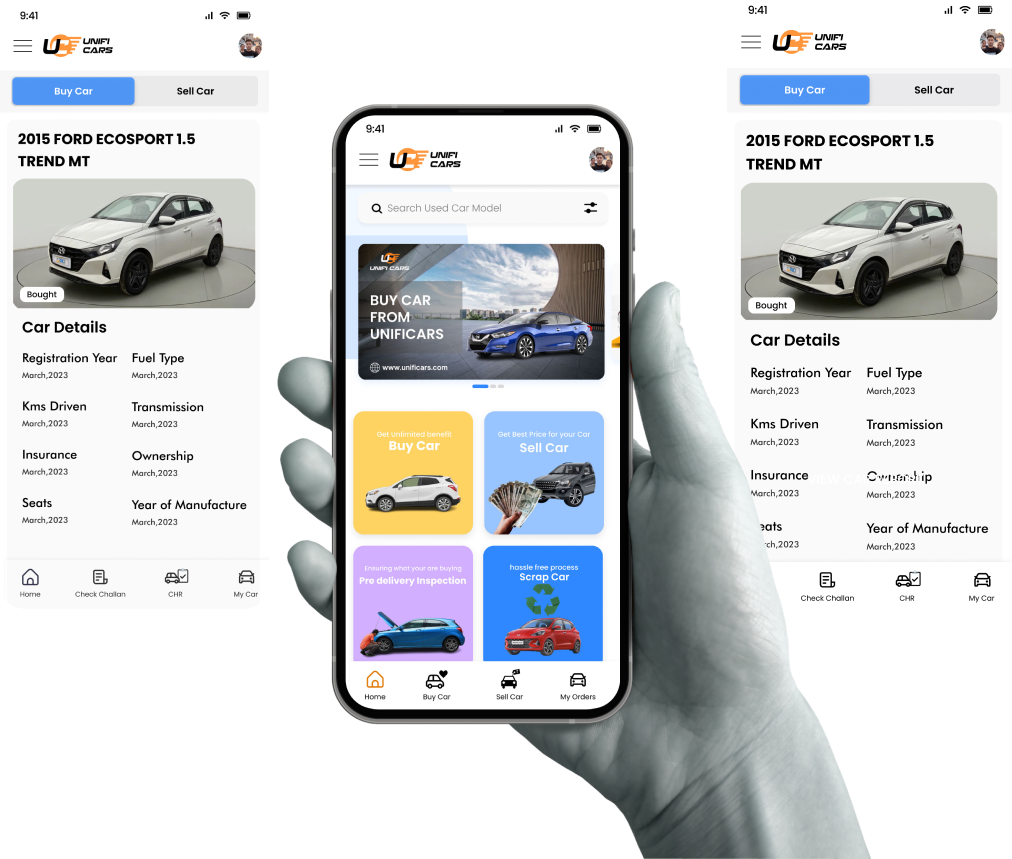 9:41
UNIFI
CARS
Buy Car
Sell Car
2015 FORD ECOSPORT 1.5
TREND MT
Bought
Car Details
Registration Year
Fuel Type
March,2023
March,2023
Kms Driven
Transmission
March,2023
March,2023
Insurance
Ownership
March,2023
March,2023
Seats
Year of Manufacture
March,2023
March,2023
Home
Check Challan
CHR
My Car
9:41
UNIFI
CARS
Search Used Car Model
UNIFI CARS
BUY CAR
FROM
UNIFICARS
www.unificars.com
Get Unlimited benefit
Buy Car
Get Best Price for your Car
Sell Car
Ensuring what your are buying
Pre delivery Inspection
hassle free process
Scrap Car
Home
Buy Car
Sell Car
My Orders
9:41
UNIFI
CARS
Buy Car
Sell Car
2015 FORD ECOSPORT 1.5
TREND MT
Bought
Car Details
Registration Year
Fuel Type
March,2023
March,2023
Kms Driven
Transmission
March,2023
March,2023
Insurance
Ownership
March,2023
March,2023
eats
Year of Manufacture
ch,2023
March,2023
Check Challan
CHR
My Car